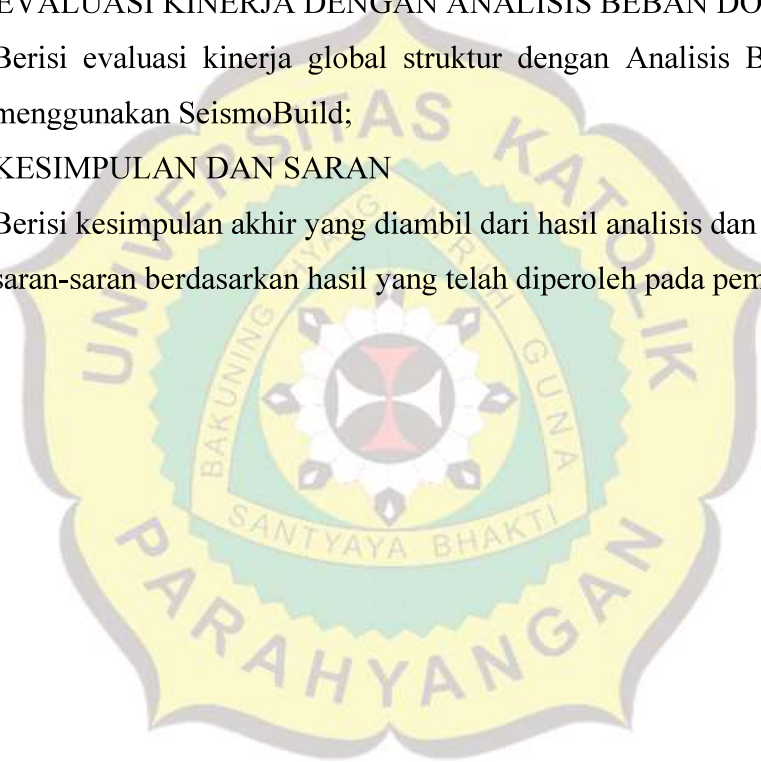 EVALUASI KINERJA DENGAN ANALISIS BEBAN DO
Berisi evaluasi kinerja global struktur dengan Analisis B
menggunakan SeismoBuild;
KESIMPULAN DAN SARAN
Berisi kesimpulan akhir yang diambil dari hasil analisis dan
saran-saran berdasarkan hasil yang telah diperoleh pada pem
UNIVERSITAS KATOLIK
BAKUNING HYANG MRIH GUNA
SANTYAYA BHAKTI
PARAHYANGAN